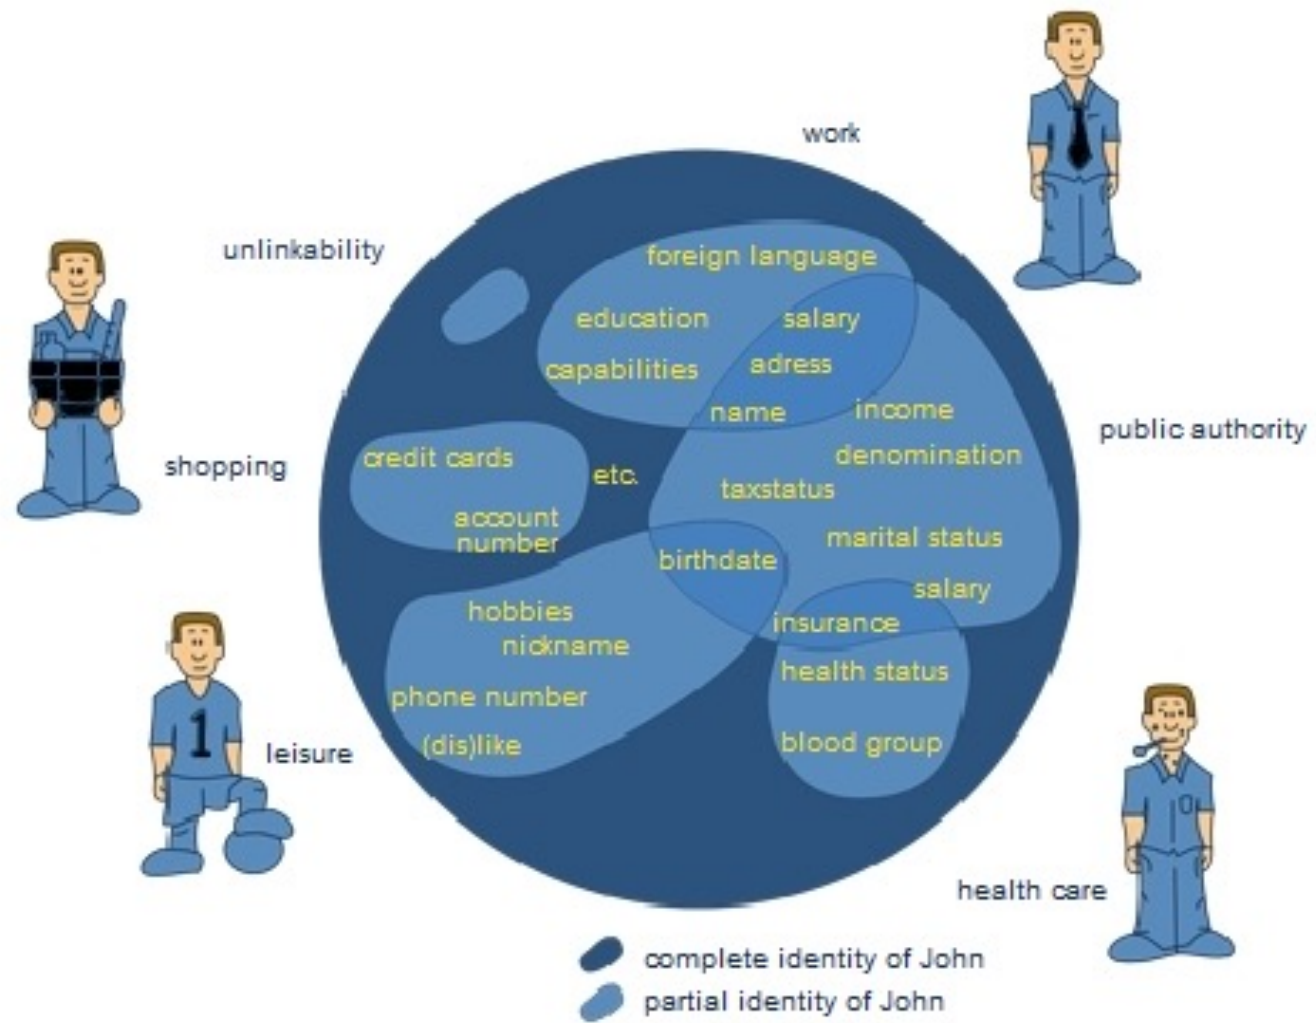 work
unlinkability
foreign language
education
salary
capabilities
adress
name
income
public authority
shopping
credit cards
etc.
denomination
taxstatus
account
number
marital status
birthdate
salary
insurance
hobbies
nickname
health status
phone number
(dis)like
blood group
1
leisure
health care
complete identity of John
partial identity of John